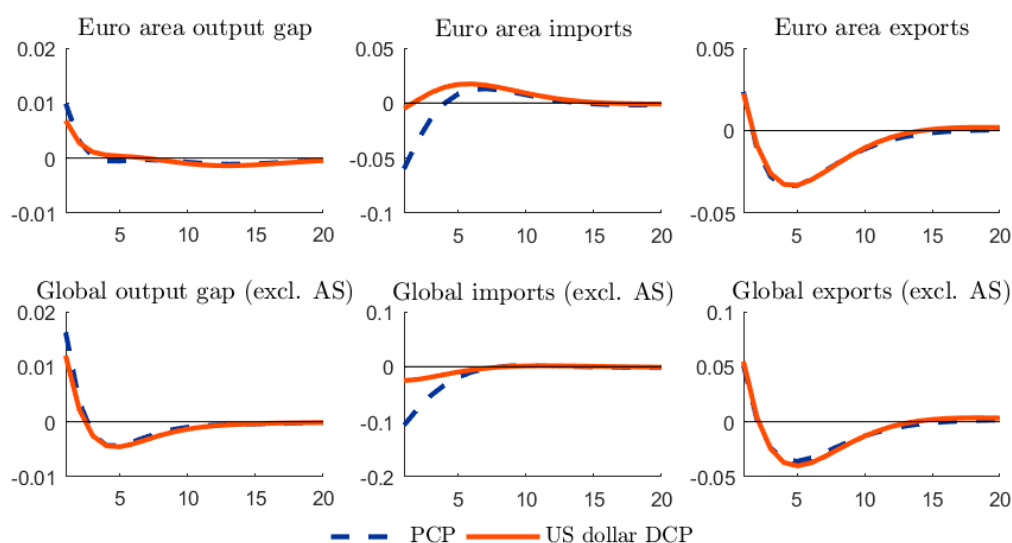 Euro area output gap
Euro area imports
Euro area exports
0.02
0.01
0
-0.01
5 10 15 20
0.05
0
-0.05
-0.1
5 10 15 20
0.05
0
-0.05
5 10 15 20
Global output gap (excl. AS)
Global imports (excl. AS)
Global exports (excl. AS)
0.02
0.01
0
-0.01
5 10 15 20
0.1
0
-0.1
-0.2
5 10 15 20
0.1
0.05
0
-0.05
5 10 15 20
PCP US dollar DCP